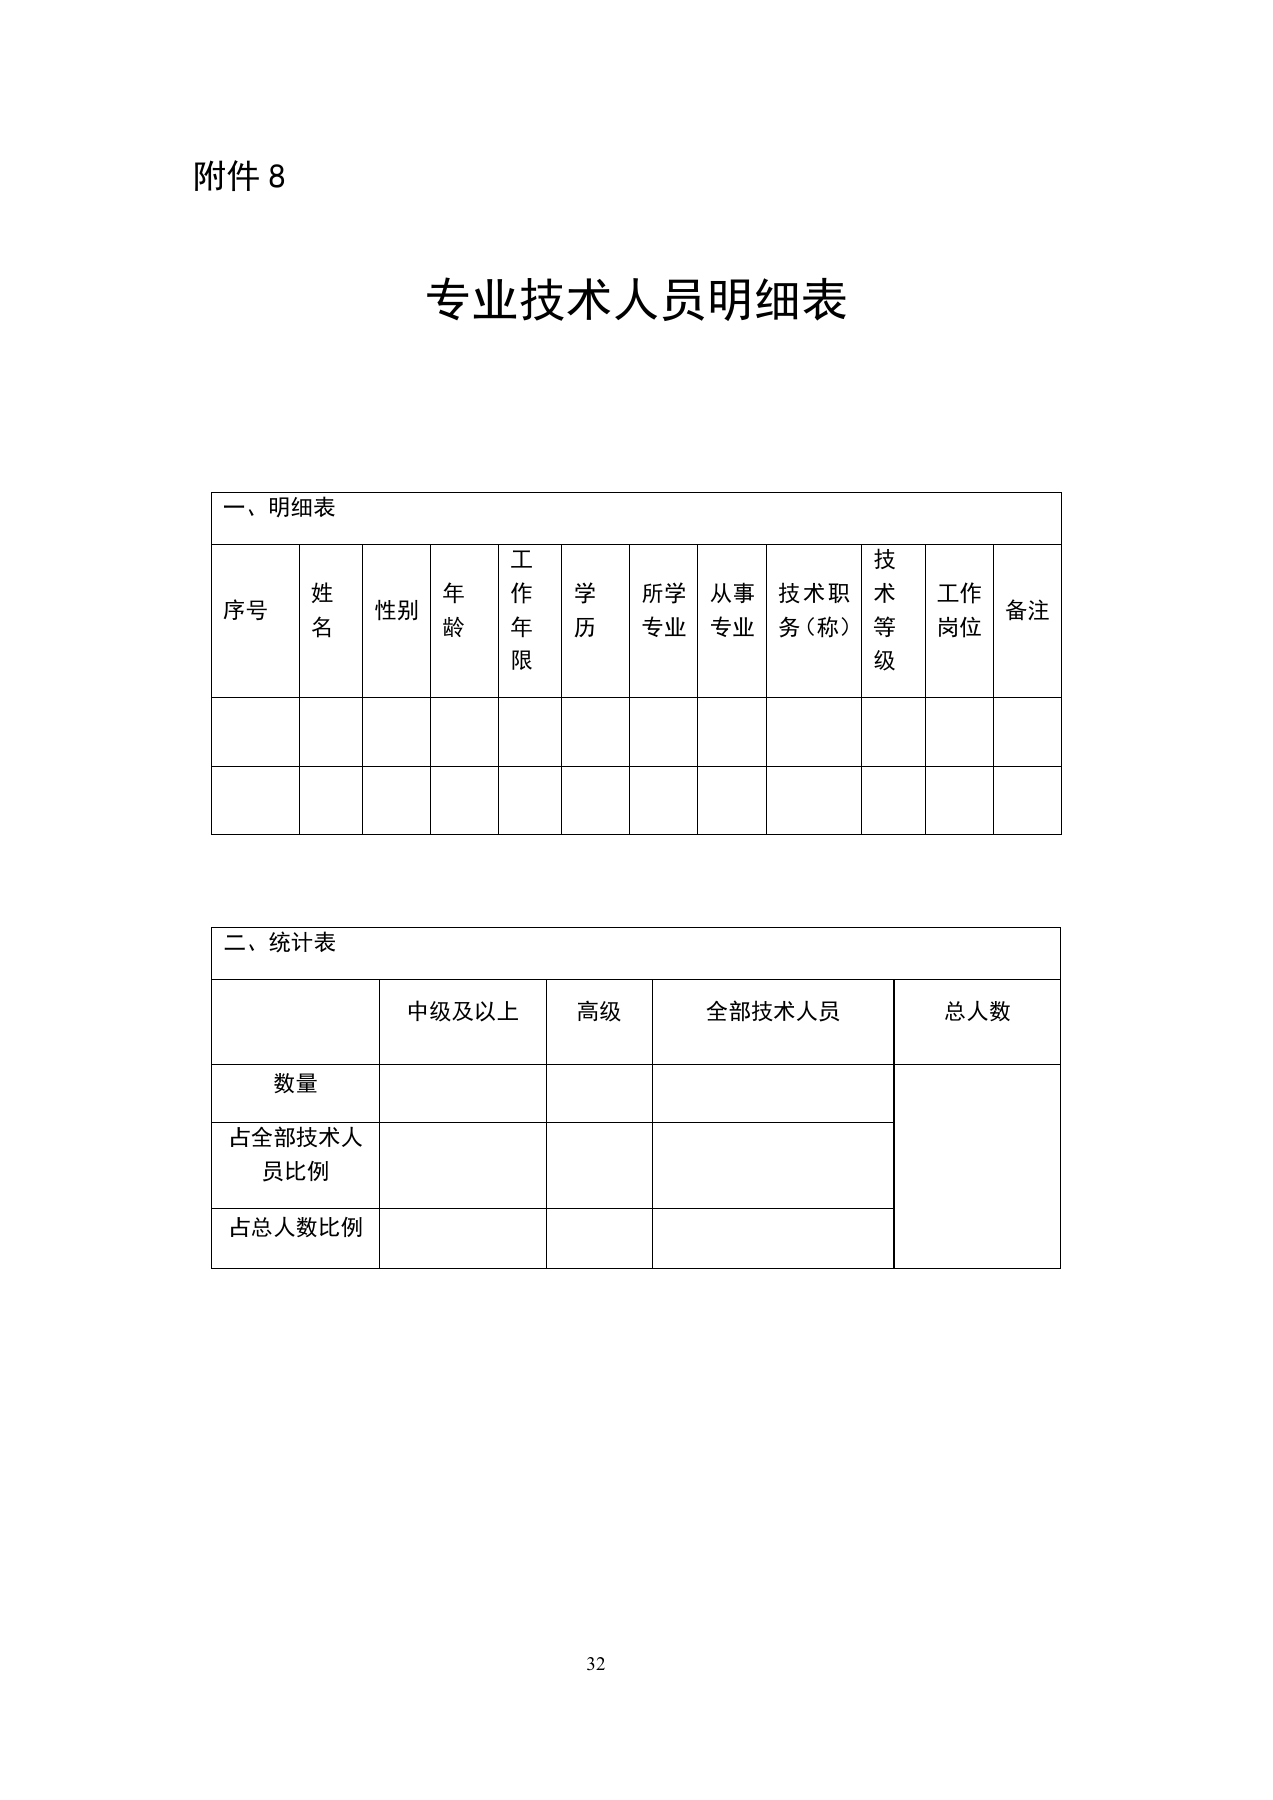 附件 8
专业技术人员明细表
一、明细表
序号 姓名 性别 年龄 工作年限 学历 所学专业 从事专业 技术职务（称） 技术等级 工作岗位 备注
二、统计表
中级及以上 高级 全部技术人员 总人数
数量
占全部技术人
员比例
占总人数比例
32